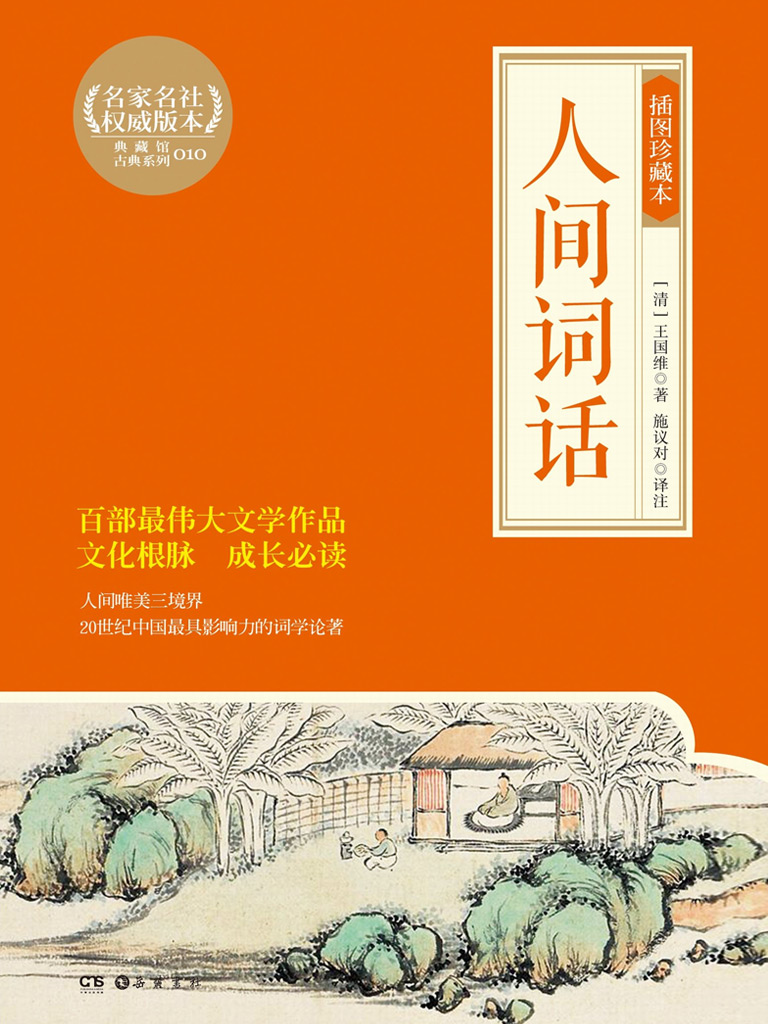 名家名社
权威版本
典藏馆
古典系列 010
插图珍藏本
人间词话
[清]王国维◎著 施议对◎译注
百部最伟大文学作品
文化根脉 成长必读
人间唯美三境界
20世纪中国最具影响力的词学论著
岳麓書社